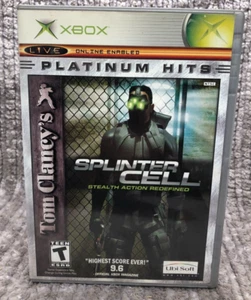 XBOX
LIVE ONLINE ENABLED
PLATINUM HITS
Tom Clancy's
SPLINTER
CELL
STEALTH ACTION REDEFINED
TEEN
T
ESRB
"HIGHEST SCORE EVER!"
9.6
UBISOFT